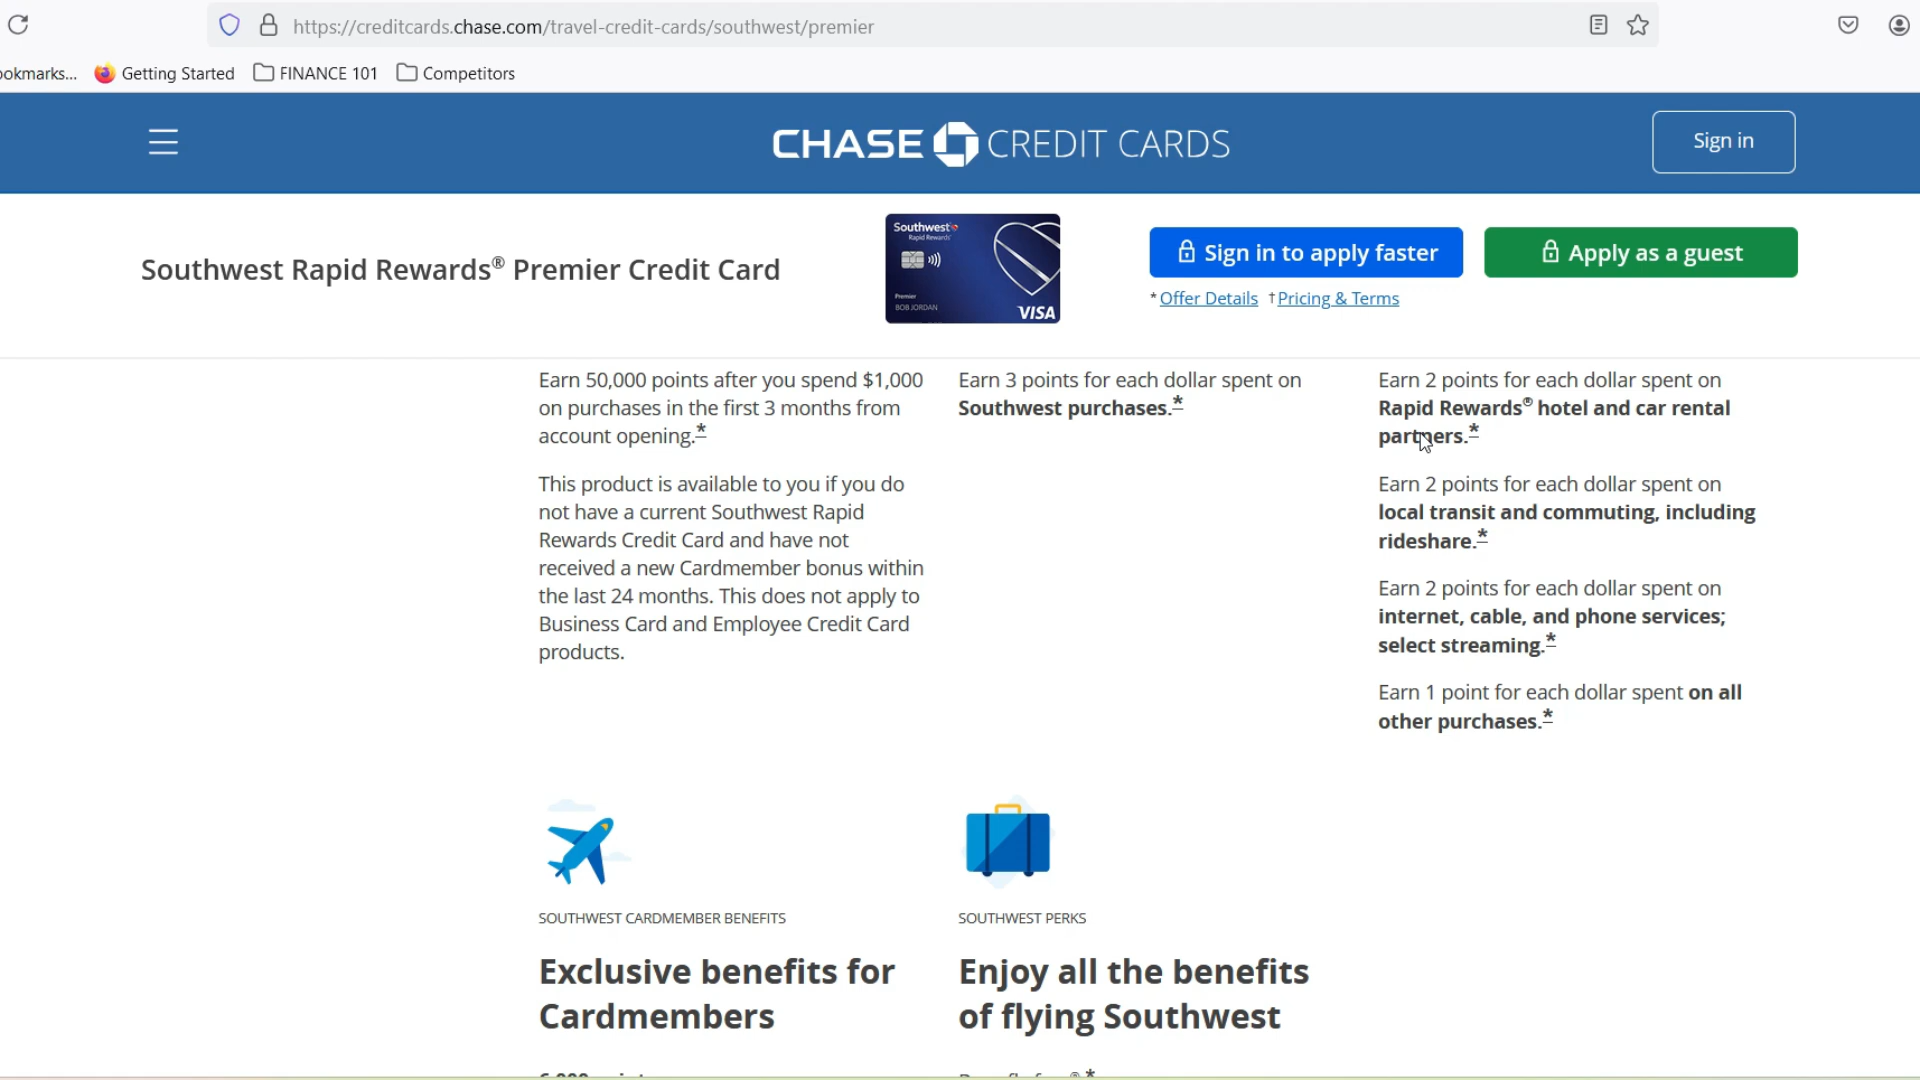 https://creditcards.chase.com/travel-credit-cards/southwest/premier
ookmarks... Getting Started FINANCE 101 Competitors
CHASE CREDIT CARDS
Sign in
Southwest Rapid Rewards® Premier Credit Card
Southwest
Rapid Rewards
Premier
BOB JORDAN
VISA
Sign in to apply faster
Apply as a guest
* Offer Details †Pricing & Terms
Earn 50,000 points after you spend $1,000
on purchases in the first 3 months from
account opening.*
This product is available to you if you do
not have a current Southwest Rapid
Rewards Credit Card and have not
received a new Cardmember bonus within
the last 24 months. This does not apply to
Business Card and Employee Credit Card
products.
Earn 3 points for each dollar spent on
Southwest purchases.*
Earn 2 points for each dollar spent on
Rapid Rewards® hotel and car rental
partners.*
Earn 2 points for each dollar spent on
local transit and commuting, including
rideshare.*
Earn 2 points for each dollar spent on
internet, cable, and phone services;
select streaming.*
Earn 1 point for each dollar spent on all
other purchases.*
SOUTHWEST CARDMEMBER BENEFITS
Exclusive benefits for
Cardmembers
SOUTHWEST PERKS
Enjoy all the benefits
of flying Southwest